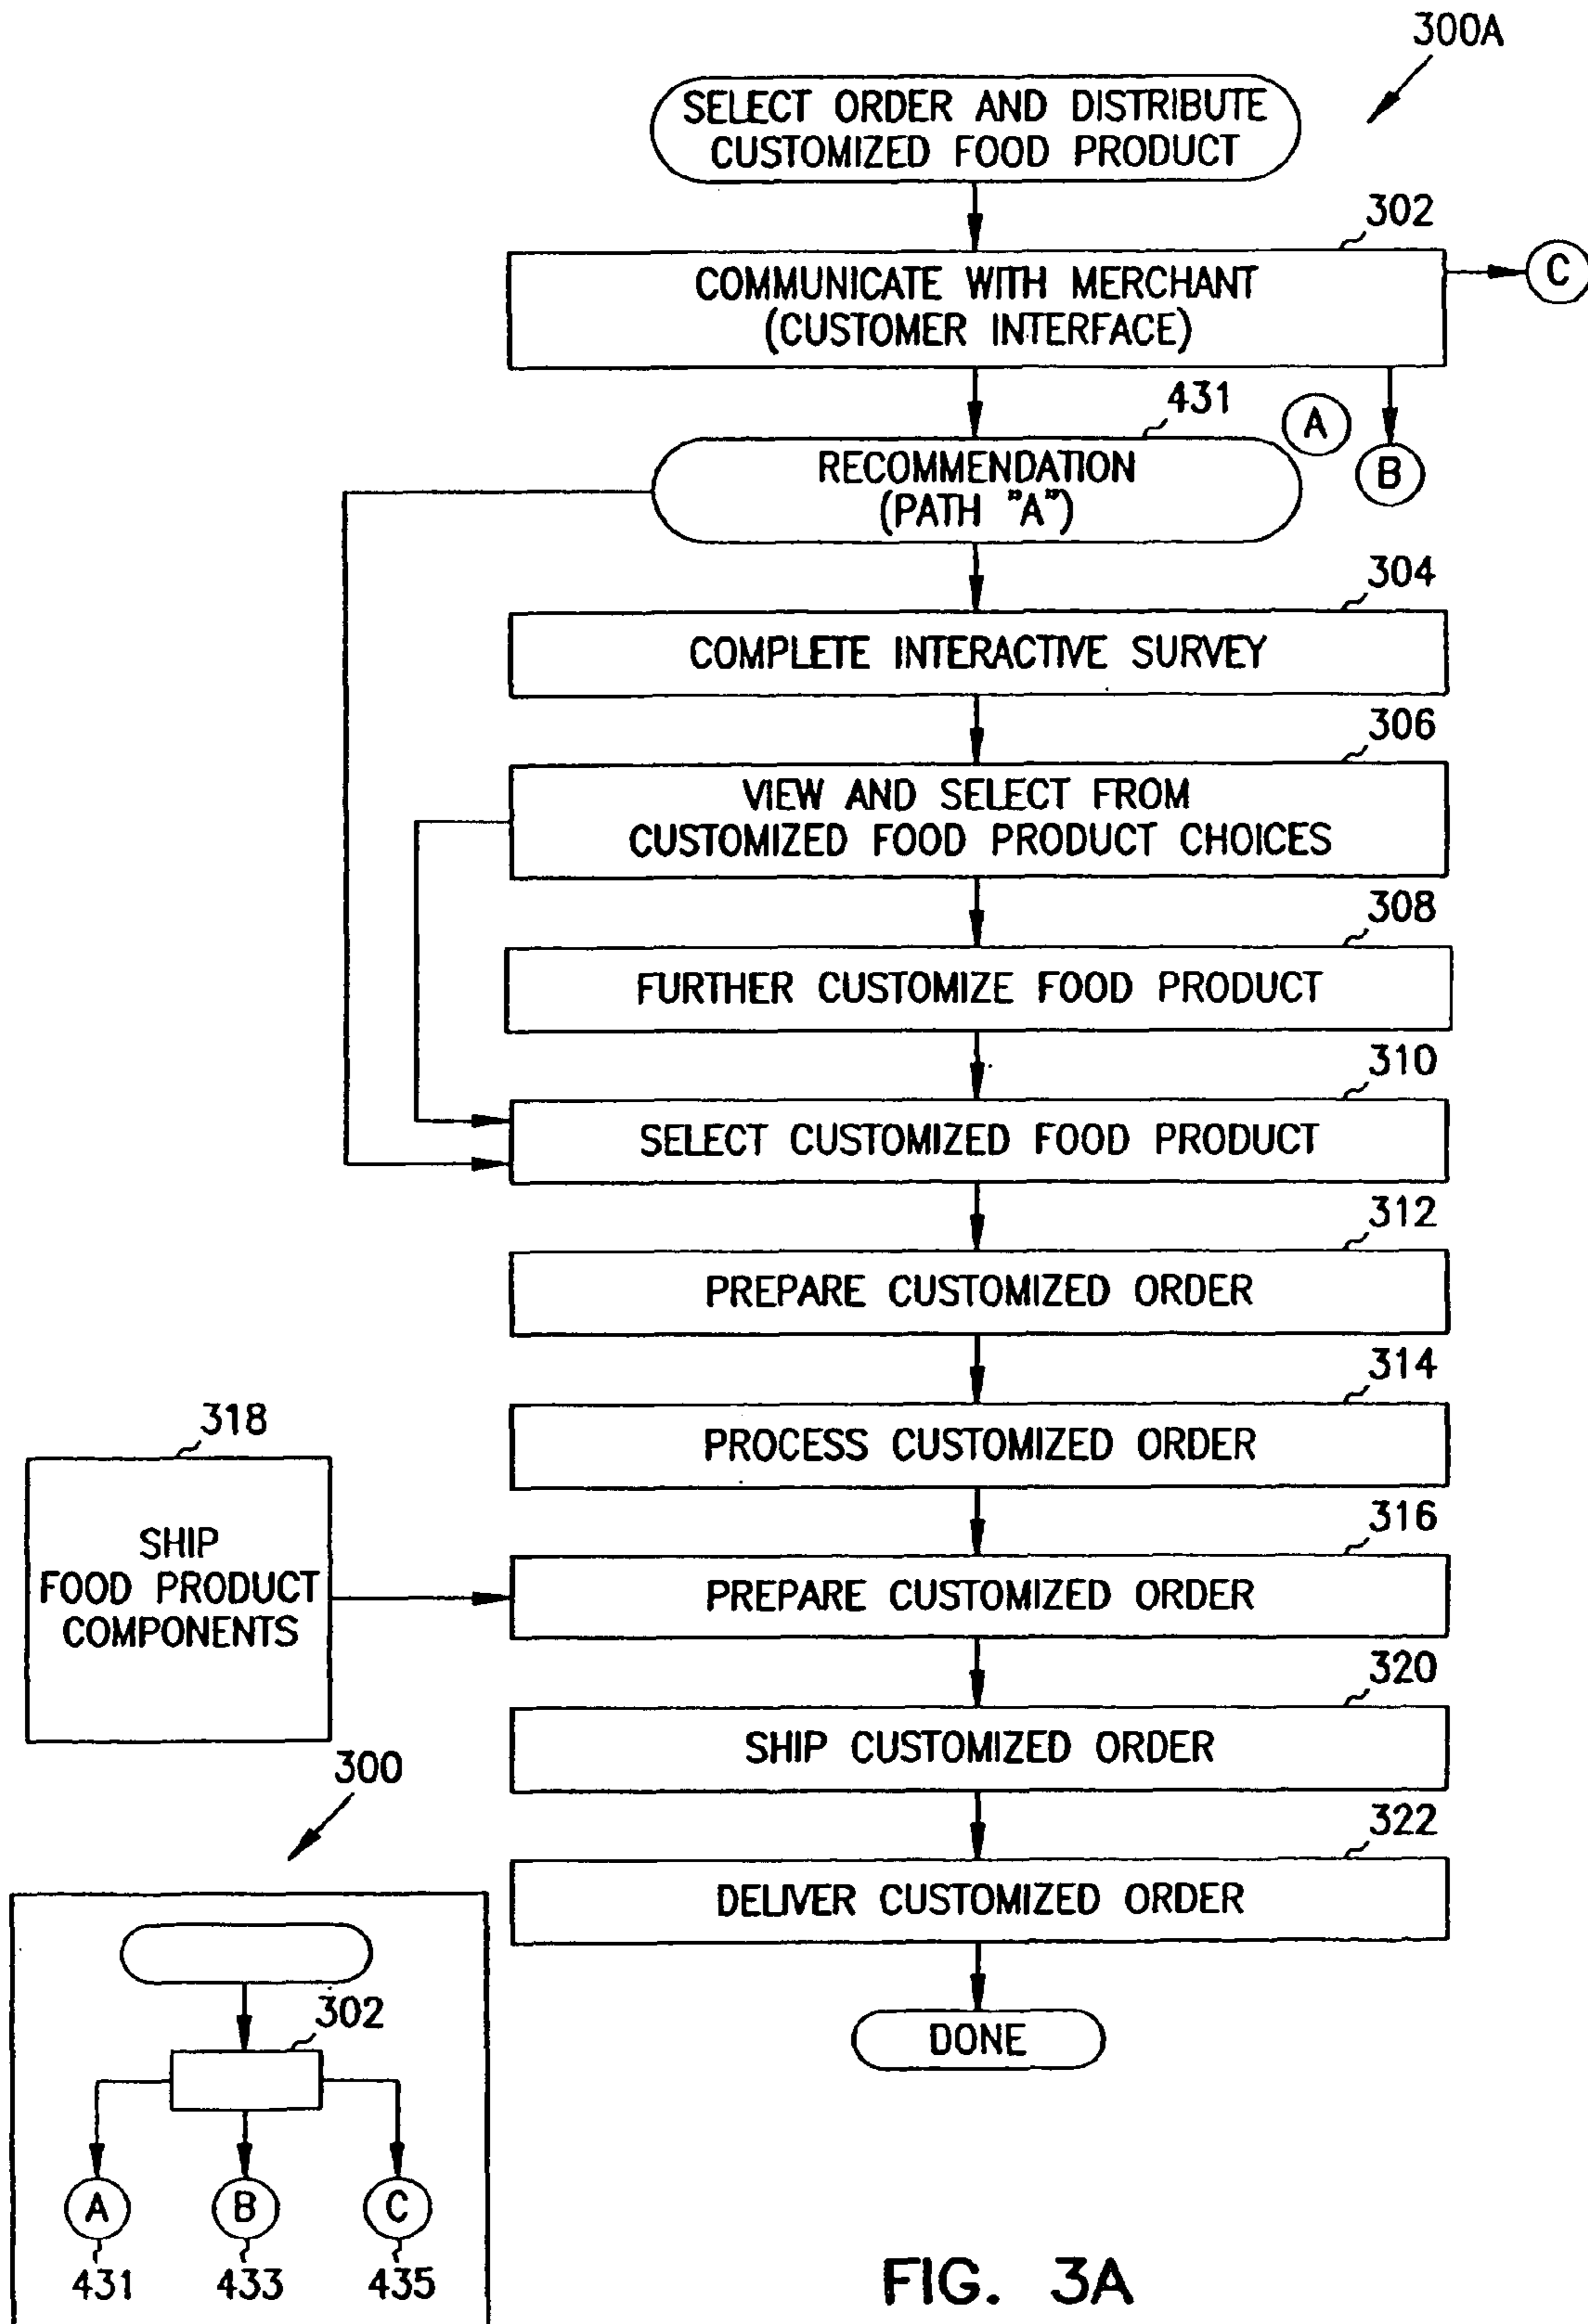 300A
SELECT ORDER AND DISTRIBUTE
CUSTOMIZED FOOD PRODUCT
302
COMMUNICATE WITH MERCHANT
(CUSTOMER INTERFACE)
C
431
A
B
RECOMMENDATION
(PATH "A")
304
COMPLETE INTERACTIVE SURVEY
306
VIEW AND SELECT FROM
CUSTOMIZED FOOD PRODUCT CHOICES
308
FURTHER CUSTOMIZE FOOD PRODUCT
310
SELECT CUSTOMIZED FOOD PRODUCT
312
PREPARE CUSTOMIZED ORDER
314
PROCESS CUSTOMIZED ORDER
318
SHIP
FOOD PRODUCT
COMPONENTS
316
PREPARE CUSTOMIZED ORDER
320
SHIP CUSTOMIZED ORDER
322
DELIVER CUSTOMIZED ORDER
DONE
300
302
A
B
C
431
433
435
FIG. 3A